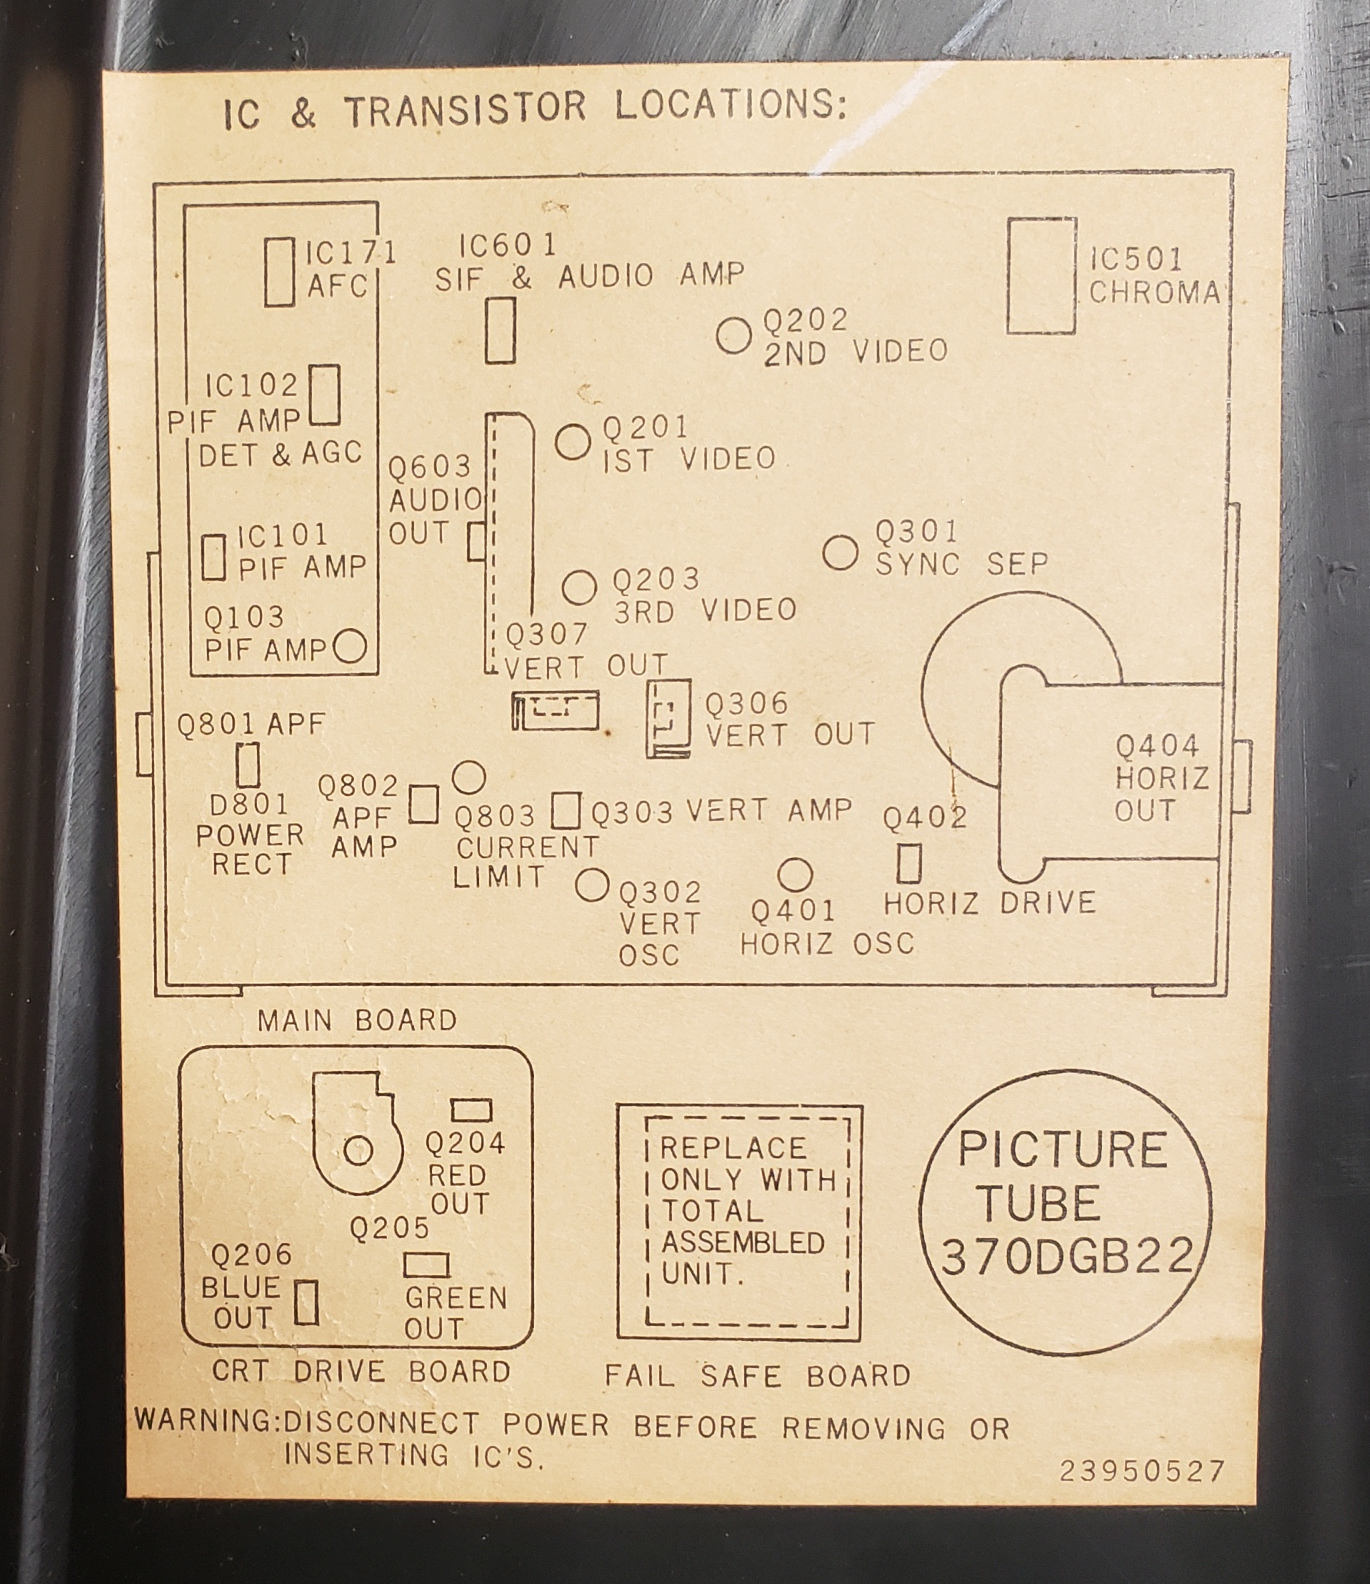 IC & TRANSISTOR LOCATIONS:
IC171
AFC
IC601
SIF & AUDIO AMP
IC501
CHROMA
Q202
2ND VIDEO
IC102
PIF AMP
DET & AGC
Q201
IST VIDEO
Q603
AUDIO
OUT
IC101
PIF AMP
Q301
SYNC SEP
Q203
3RD VIDEO
Q103
PIF AMP
Q307
VERT OUT
Q306
VERT OUT
Q801 APF
D801
POWER
RECT
Q802
APF
AMP
Q803
CURRENT
LIMIT
Q303 VERT AMP
Q402
HORIZ DRIVE
Q404
HORIZ
OUT
Q302
VERT
OSC
Q401
HORIZ OSC
MAIN BOARD
Q204
RED
OUT
Q205
GREEN
OUT
Q206
BLUE
OUT
CRT DRIVE BOARD
REPLACE
ONLY WITH
TOTAL
ASSEMBLED
UNIT.
FAIL SAFE BOARD
PICTURE
TUBE
370DGB22
WARNING:DISCONNECT POWER BEFORE REMOVING OR
INSERTING IC'S.
23950527